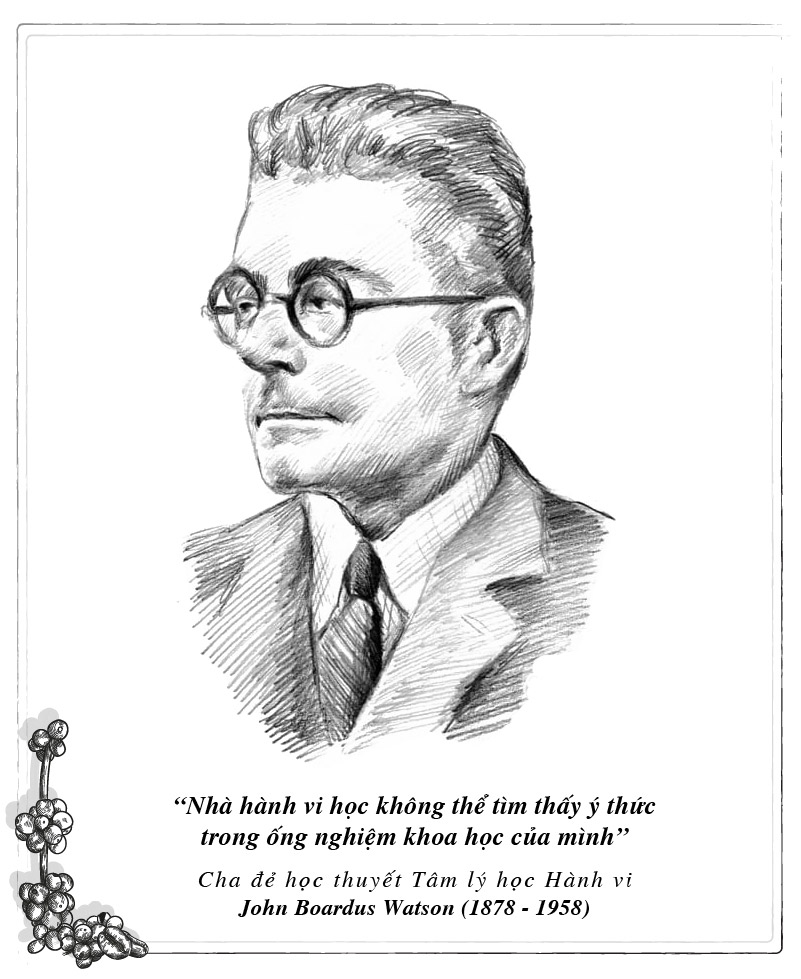 “Nhà hành vi học không thể tìm thấy ý thức
trong ống nghiệm khoa học của mình”
Cha đẻ học thuyết Tâm lý học Hành vi
John Boardus Watson (1878 - 1958)